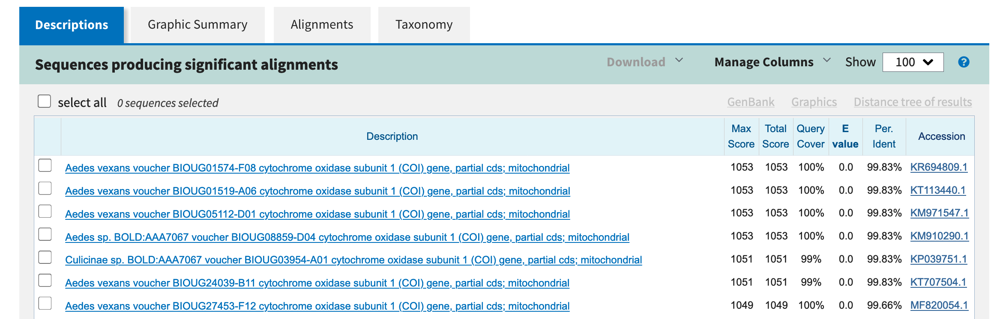 Descriptions Graphic Summary Alignments Taxonomy
Sequences producing significant alignments Download Manage Columns Show 100 ?
select all 0 sequences selected GenBank Graphics Distance tree of results
Description Max Score Total Score Query Cover E value Per. Ident Accession
Aedes vexans voucher BIOUG01574-F08 cytochrome oxidase subunit 1 (COI) gene, partial cds; mitochondrial 1053 1053 100% 0.0 99.83% KR694809.1
Aedes vexans voucher BIOUG01519-A06 cytochrome oxidase subunit 1 (COI) gene, partial cds; mitochondrial 1053 1053 100% 0.0 99.83% KT113440.1
Aedes vexans voucher BIOUG05112-D01 cytochrome oxidase subunit 1 (COI) gene, partial cds; mitochondrial 1053 1053 100% 0.0 99.83% KM971547.1
Aedes sp. BOLD:AAA7067 voucher BIOUG08859-D04 cytochrome oxidase subunit 1 (COI) gene, partial cds; mitochondrial 1053 1053 100% 0.0 99.83% KM910290.1
Culicinae sp. BOLD:AAA7067 voucher BIOUG03954-A01 cytochrome oxidase subunit 1 (COI) gene, partial cds; mitochondrial 1051 1051 99% 0.0 99.83% KP039751.1
Aedes vexans voucher BIOUG24039-B11 cytochrome oxidase subunit 1 (COI) gene, partial cds; mitochondrial 1051 1051 99% 0.0 99.83% KT707504.1
Aedes vexans voucher BIOUG27453-F12 cytochrome oxidase subunit 1 (COI) gene, partial cds; mitochondrial 1049 1049 100% 0.0 99.66% MF820054.1